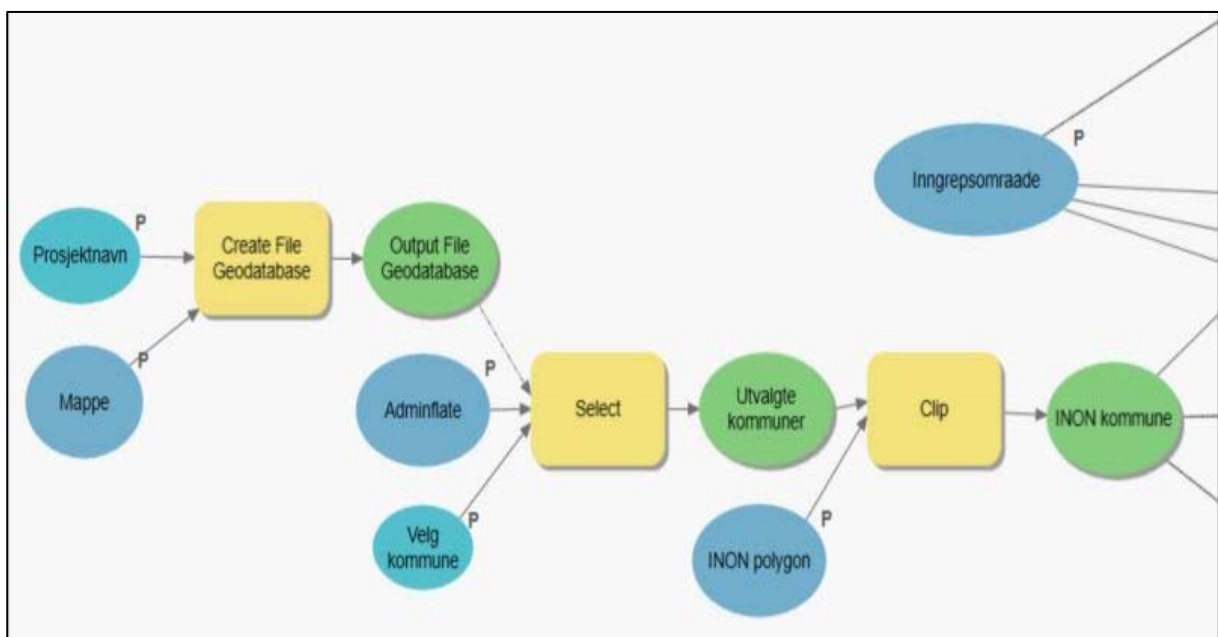 P
Inngrepsomraade
P
Prosjektnavn
Create File
Geodatabase
Output File
Geodatabase
P
Mappe
P
Adminflate
Select
Utvalgte
kommuner
Clip
INON kommune
P
Velg
kommune
P
INON polygon